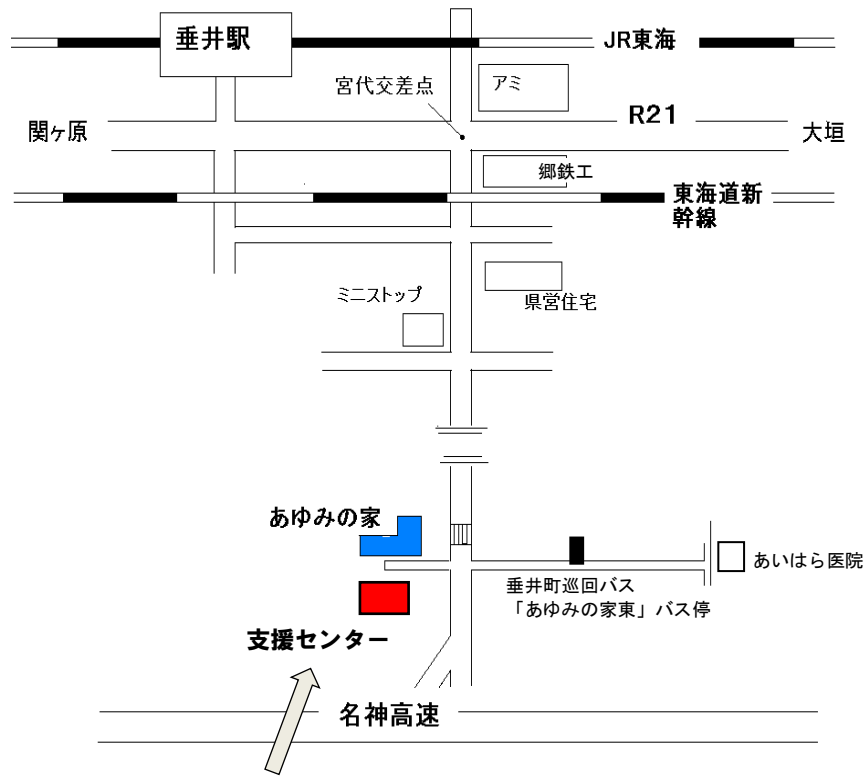 垂井駅
JR東海
宮代交差点
アミ
R21
関ヶ原
大垣
郷鉄工
東海道新
幹線
ミニストップ
県営住宅
あゆみの家
あいはら医院
垂井町巡回バス
「あゆみの家東」バス停
支援センター
名神高速